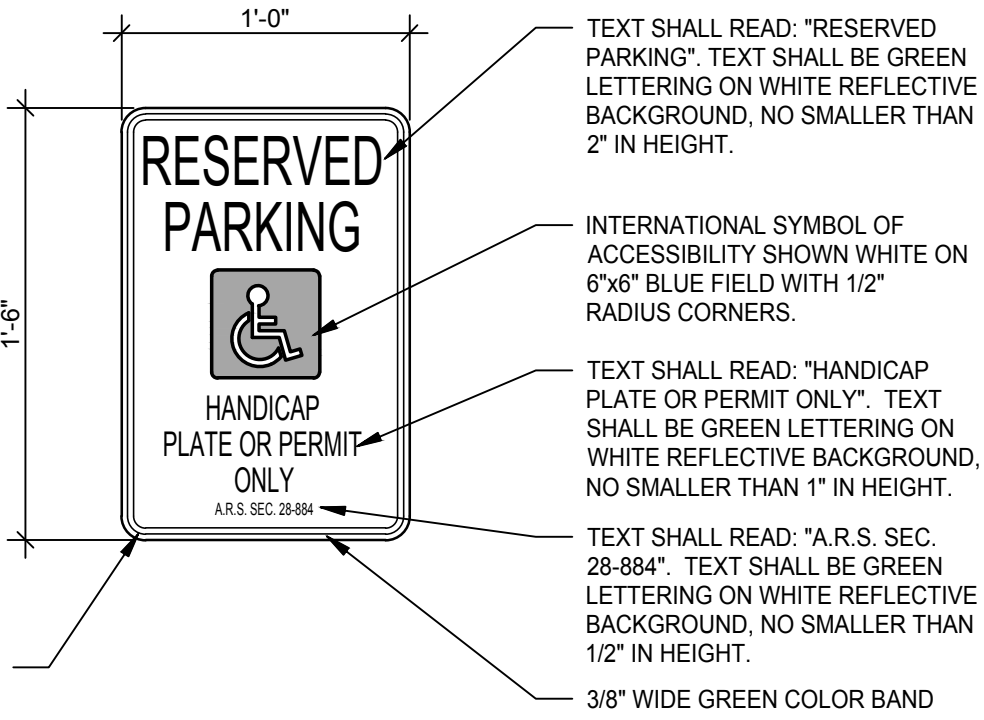 1'-0"
1'-6"
RESERVED
PARKING
HANDICAP
PLATE OR PERMIT
ONLY
A.R.S. SEC. 28-884
TEXT SHALL READ: "RESERVED
PARKING". TEXT SHALL BE GREEN
LETTERING ON WHITE REFLECTIVE
BACKGROUND, NO SMALLER THAN
2" IN HEIGHT.
INTERNATIONAL SYMBOL OF
ACCESSIBILITY SHOWN WHITE ON
6"x6" BLUE FIELD WITH 1/2"
RADIUS CORNERS.
TEXT SHALL READ: "HANDICAP
PLATE OR PERMIT ONLY". TEXT
SHALL BE GREEN LETTERING ON
WHITE REFLECTIVE BACKGROUND,
NO SMALLER THAN 1" IN HEIGHT.
TEXT SHALL READ: "A.R.S. SEC.
28-884". TEXT SHALL BE GREEN
LETTERING ON WHITE REFLECTIVE
BACKGROUND, NO SMALLER THAN
1/2" IN HEIGHT.
3/8" WIDE GREEN COLOR BAND